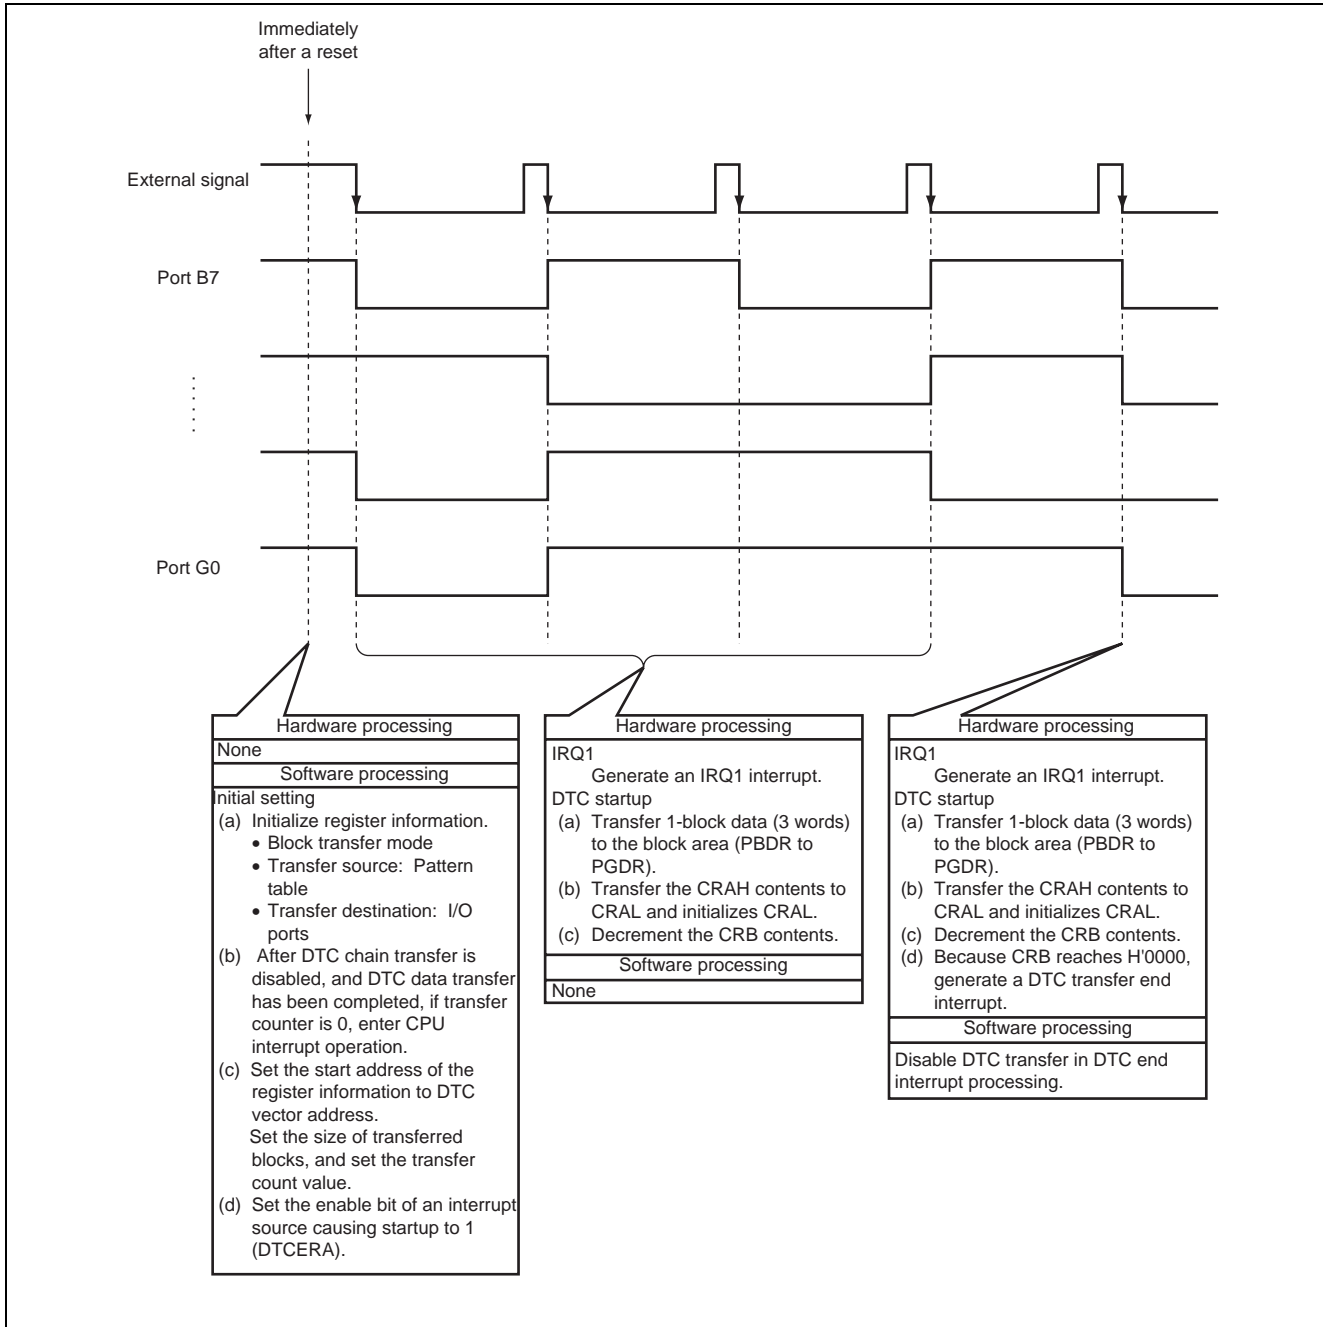 Immediately
after a reset
External signal
Port B7
Port G0
Hardware processing
None
Software processing
Initial setting
(a) Initialize register information.
• Block transfer mode
• Transfer source: Pattern
table
• Transfer destination: I/O
ports
(b) After DTC chain transfer is
disabled, and DTC data transfer
has been completed, if transfer
counter is 0, enter CPU
interrupt operation.
(c) Set the start address of the
register information to DTC
vector address.
Set the size of transferred
blocks, and set the transfer
count value.
(d) Set the enable bit of an interrupt
source causing startup to 1
(DTCERA).
Hardware processing
IRQ1
Generate an IRQ1 interrupt.
DTC startup
(a) Transfer 1-block data (3 words)
to the block area (PBDR to
PGDR).
(b) Transfer the CRAH contents to
CRAL and initializes CRAL.
(c) Decrement the CRB contents.
Software processing
None
Hardware processing
IRQ1
Generate an IRQ1 interrupt.
DTC startup
(a) Transfer 1-block data (3 words)
to the block area (PBDR to
PGDR).
(b) Transfer the CRAH contents to
CRAL and initializes CRAL.
(c) Decrement the CRB contents.
(d) Because CRB reaches H'0000,
generate a DTC transfer end
interrupt.
Software processing
Disable DTC transfer in DTC end
interrupt processing.